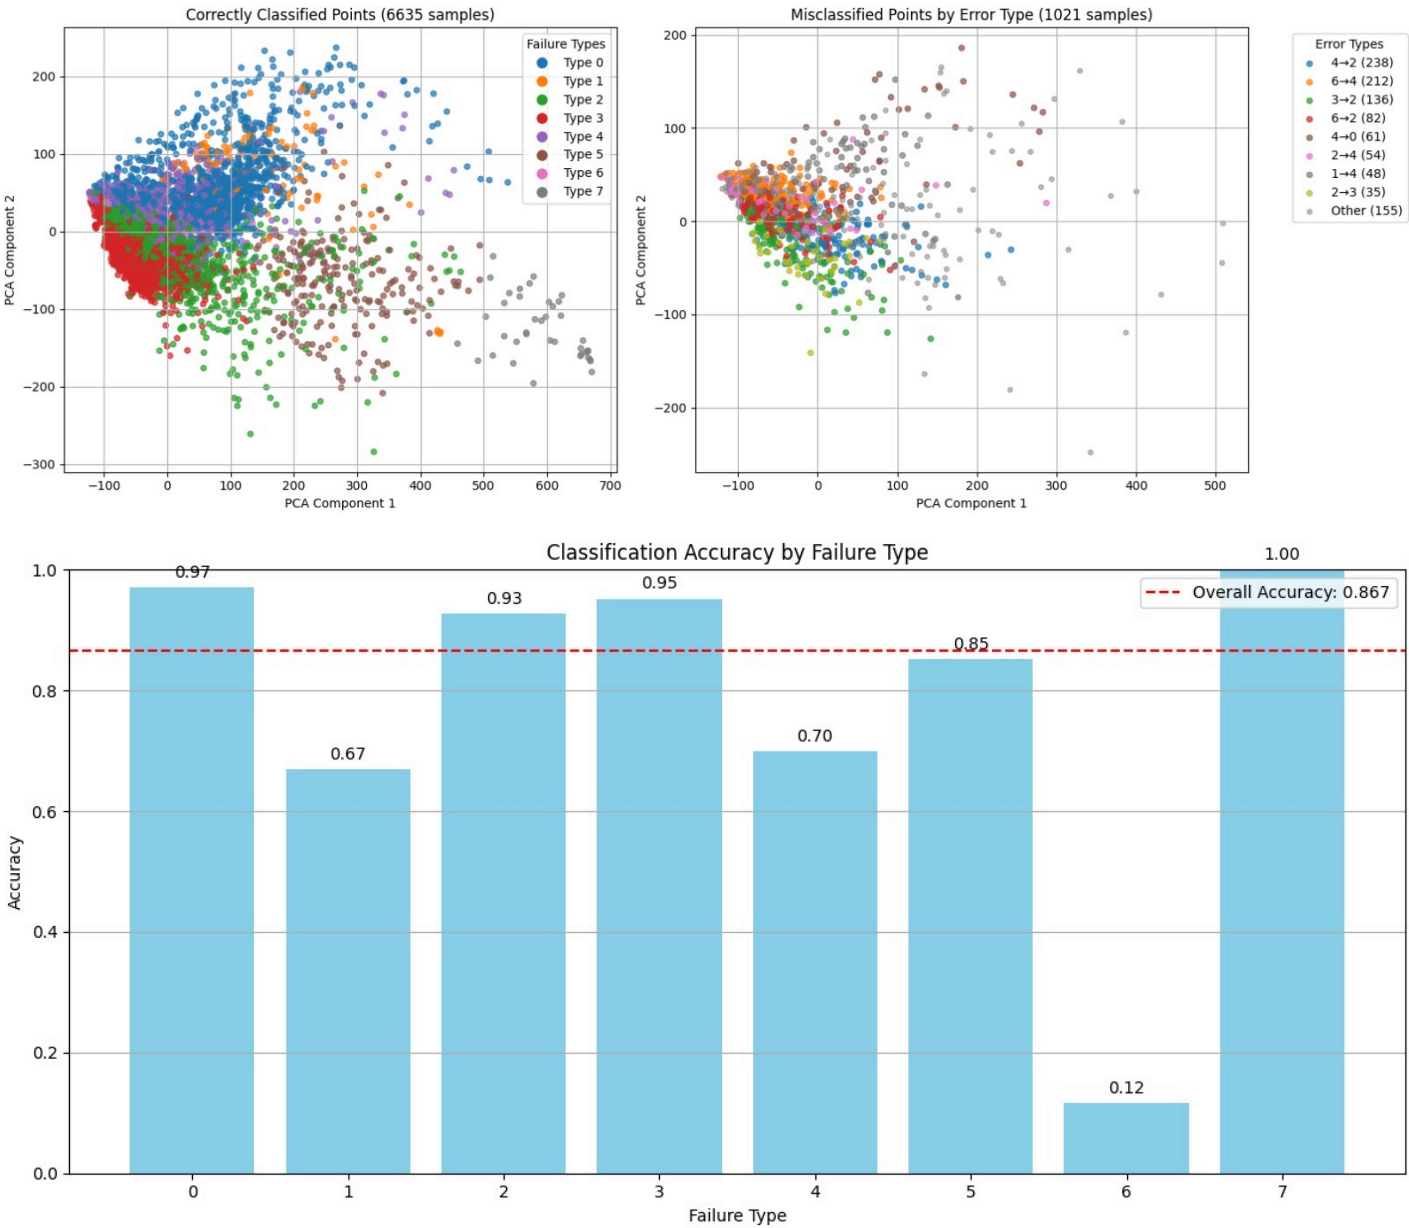 Correctly Classified Points (6635 samples)
Failure Types
Type 0
Type 1
Type 2
Type 3
Type 4
Type 5
Type 6
Type 7
200
100
0
−100
−200
−300
PCA Component 2
−100 0 100 200 300 400 500 600 700
PCA Component 1
Misclassified Points by Error Type (1021 samples)
200
100
0
−100
−200
PCA Component 2
−100 0 100 200 300 400 500
PCA Component 1
Error Types
4→2 (238)
6→4 (212)
3→2 (136)
6→2 (82)
4→0 (61)
2→4 (54)
1→4 (48)
2→3 (35)
Other (155)
Classification Accuracy by Failure Type
Overall Accuracy: 0.867
1.0
0.8
0.6
0.4
0.2
0.0
Accuracy
0.97
0.67
0.93
0.95
0.70
0.85
0.12
1.00
0 1 2 3 4 5 6 7
Failure Type